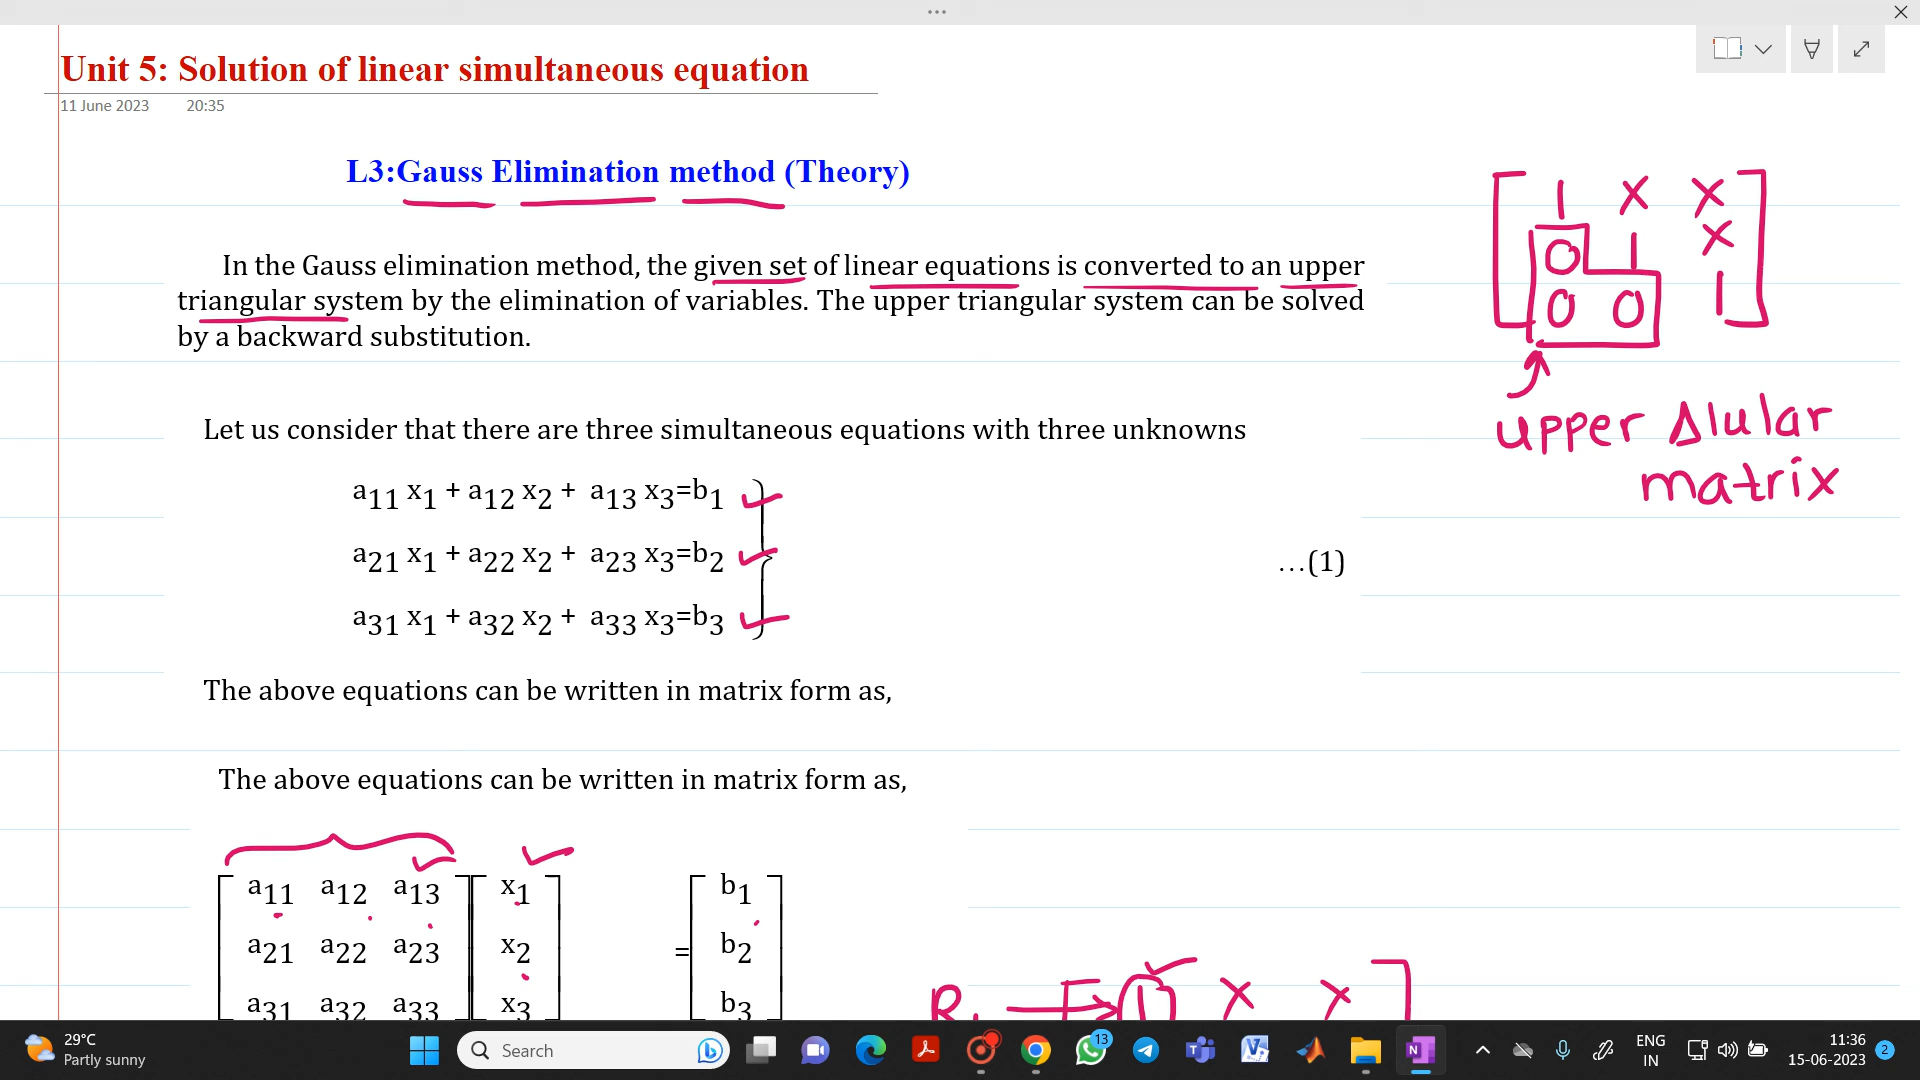 Unit 5: Solution of linear simultaneous equation
11 June 2023 20:35
L3:Gauss Elimination method (Theory)
In the Gauss elimination method, the given set of linear equations is converted to an upper
triangular system by the elimination of variables. The upper triangular system can be solved
by a backward substitution.
1 x x
0 1 x
0 0 1
upper Δlular
matrix
Let us consider that there are three simultaneous equations with three unknowns
a11 x1 + a12 x2 + a13 x3=b1
a21 x1 + a22 x2 + a23 x3=b2
...(1)
a31 x1 + a32 x2 + a33 x3=b3
The above equations can be written in matrix form as,
The above equations can be written in matrix form as,
a11 a12 a13 x1 b1
a21 a22 a23 x2 = b2
a31 a32 a33 x3 b3
1 x x
29°C
Partly sunny
Search
13
ENG
IN
11:36
15-06-2023
2